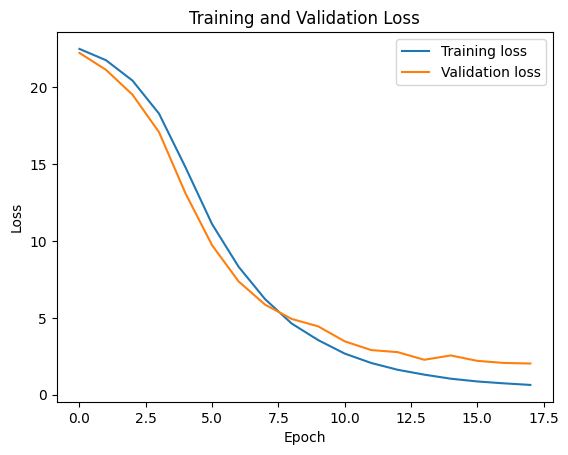 Training and Validation Loss
Training loss
Validation loss
Loss
20
15
10
5
0
0.0 2.5 5.0 7.5 10.0 12.5 15.0 17.5
Epoch